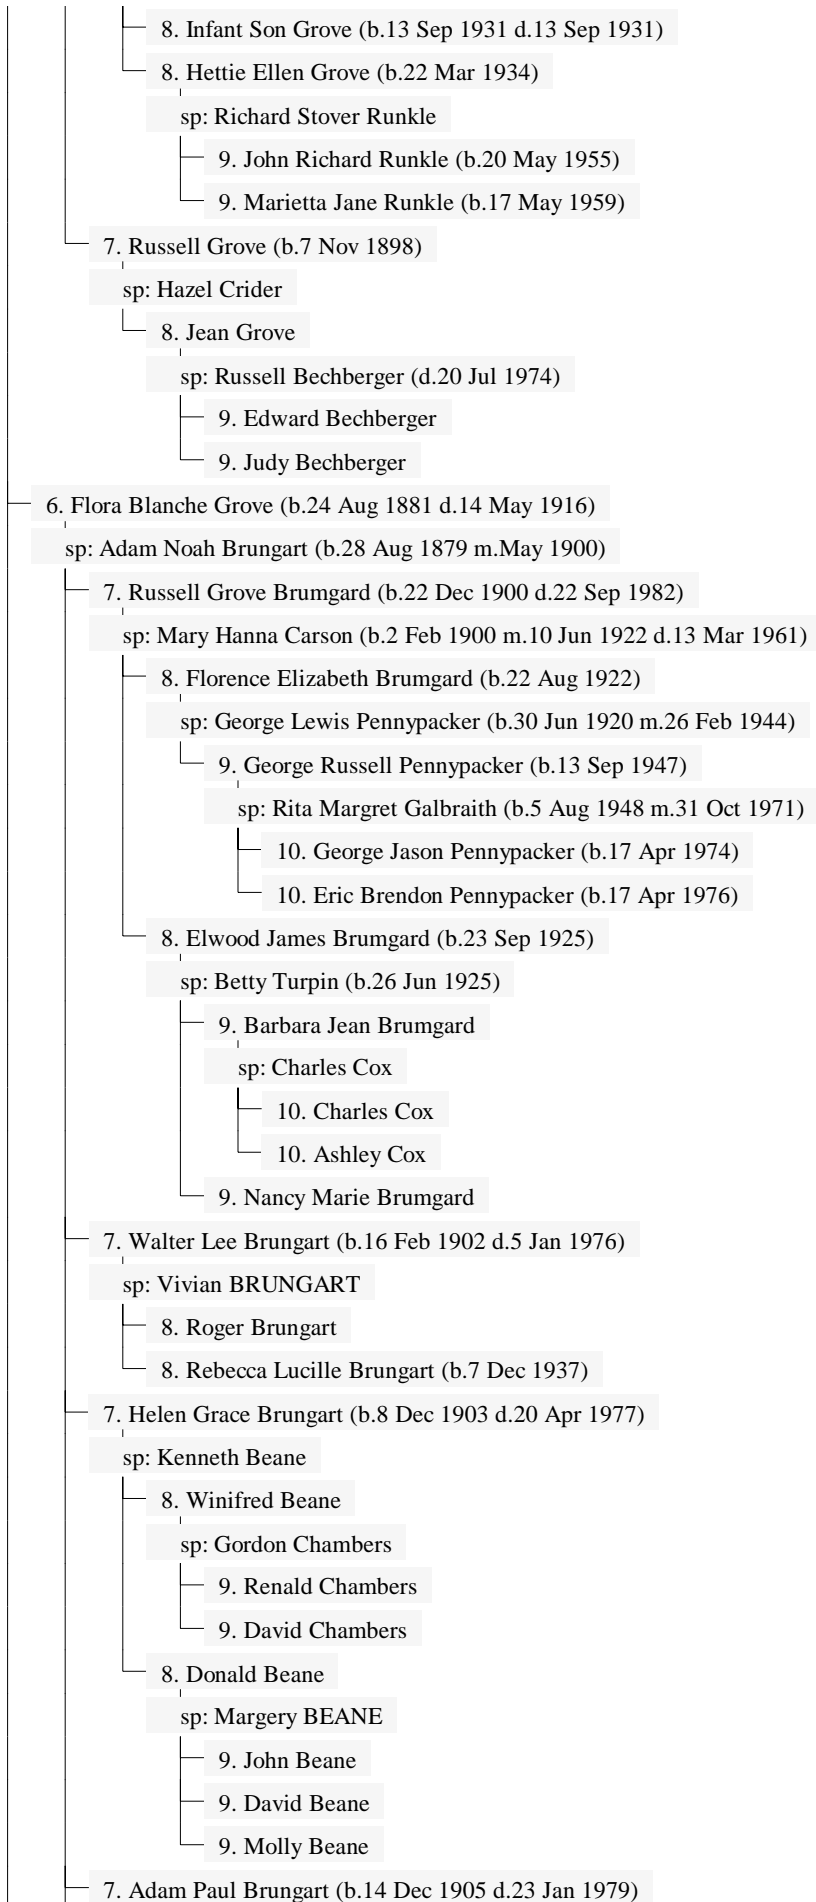 8. Infant Son Grove (b.13 Sep 1931 d.13 Sep 1931)
8. Hettie Ellen Grove (b.22 Mar 1934)
sp: Richard Stover Runkle
9. John Richard Runkle (b.20 May 1955)
9. Marietta Jane Runkle (b.17 May 1959)
7. Russell Grove (b.7 Nov 1898)
sp: Hazel Crider
8. Jean Grove
sp: Russell Bechberger (d.20 Jul 1974)
9. Edward Bechberger
9. Judy Bechberger
6. Flora Blanche Grove (b.24 Aug 1881 d.14 May 1916)
sp: Adam Noah Brungart (b.28 Aug 1879 m.May 1900)
7. Russell Grove Brumgard (b.22 Dec 1900 d.22 Sep 1982)
sp: Mary Hanna Carson (b.2 Feb 1900 m.10 Jun 1922 d.13 Mar 1961)
8. Florence Elizabeth Brumgard (b.22 Aug 1922)
sp: George Lewis Pennypacker (b.30 Jun 1920 m.26 Feb 1944)
9. George Russell Pennypacker (b.13 Sep 1947)
sp: Rita Margret Galbraith (b.5 Aug 1948 m.31 Oct 1971)
10. George Jason Pennypacker (b.17 Apr 1974)
10. Eric Brendon Pennypacker (b.17 Apr 1976)
8. Elwood James Brumgard (b.23 Sep 1925)
sp: Betty Turpin (b.26 Jun 1925)
9. Barbara Jean Brumgard
sp: Charles Cox
10. Charles Cox
10. Ashley Cox
9. Nancy Marie Brumgard
7. Walter Lee Brungart (b.16 Feb 1902 d.5 Jan 1976)
sp: Vivian BRUNGART
8. Roger Brungart
8. Rebecca Lucille Brungart (b.7 Dec 1937)
7. Helen Grace Brungart (b.8 Dec 1903 d.20 Apr 1977)
sp: Kenneth Beane
8. Winifred Beane
sp: Gordon Chambers
9. Renald Chambers
9. David Chambers
8. Donald Beane
sp: Margery BEANE
9. John Beane
9. David Beane
9. Molly Beane
7. Adam Paul Brungart (b.14 Dec 1905 d.23 Jan 1979)